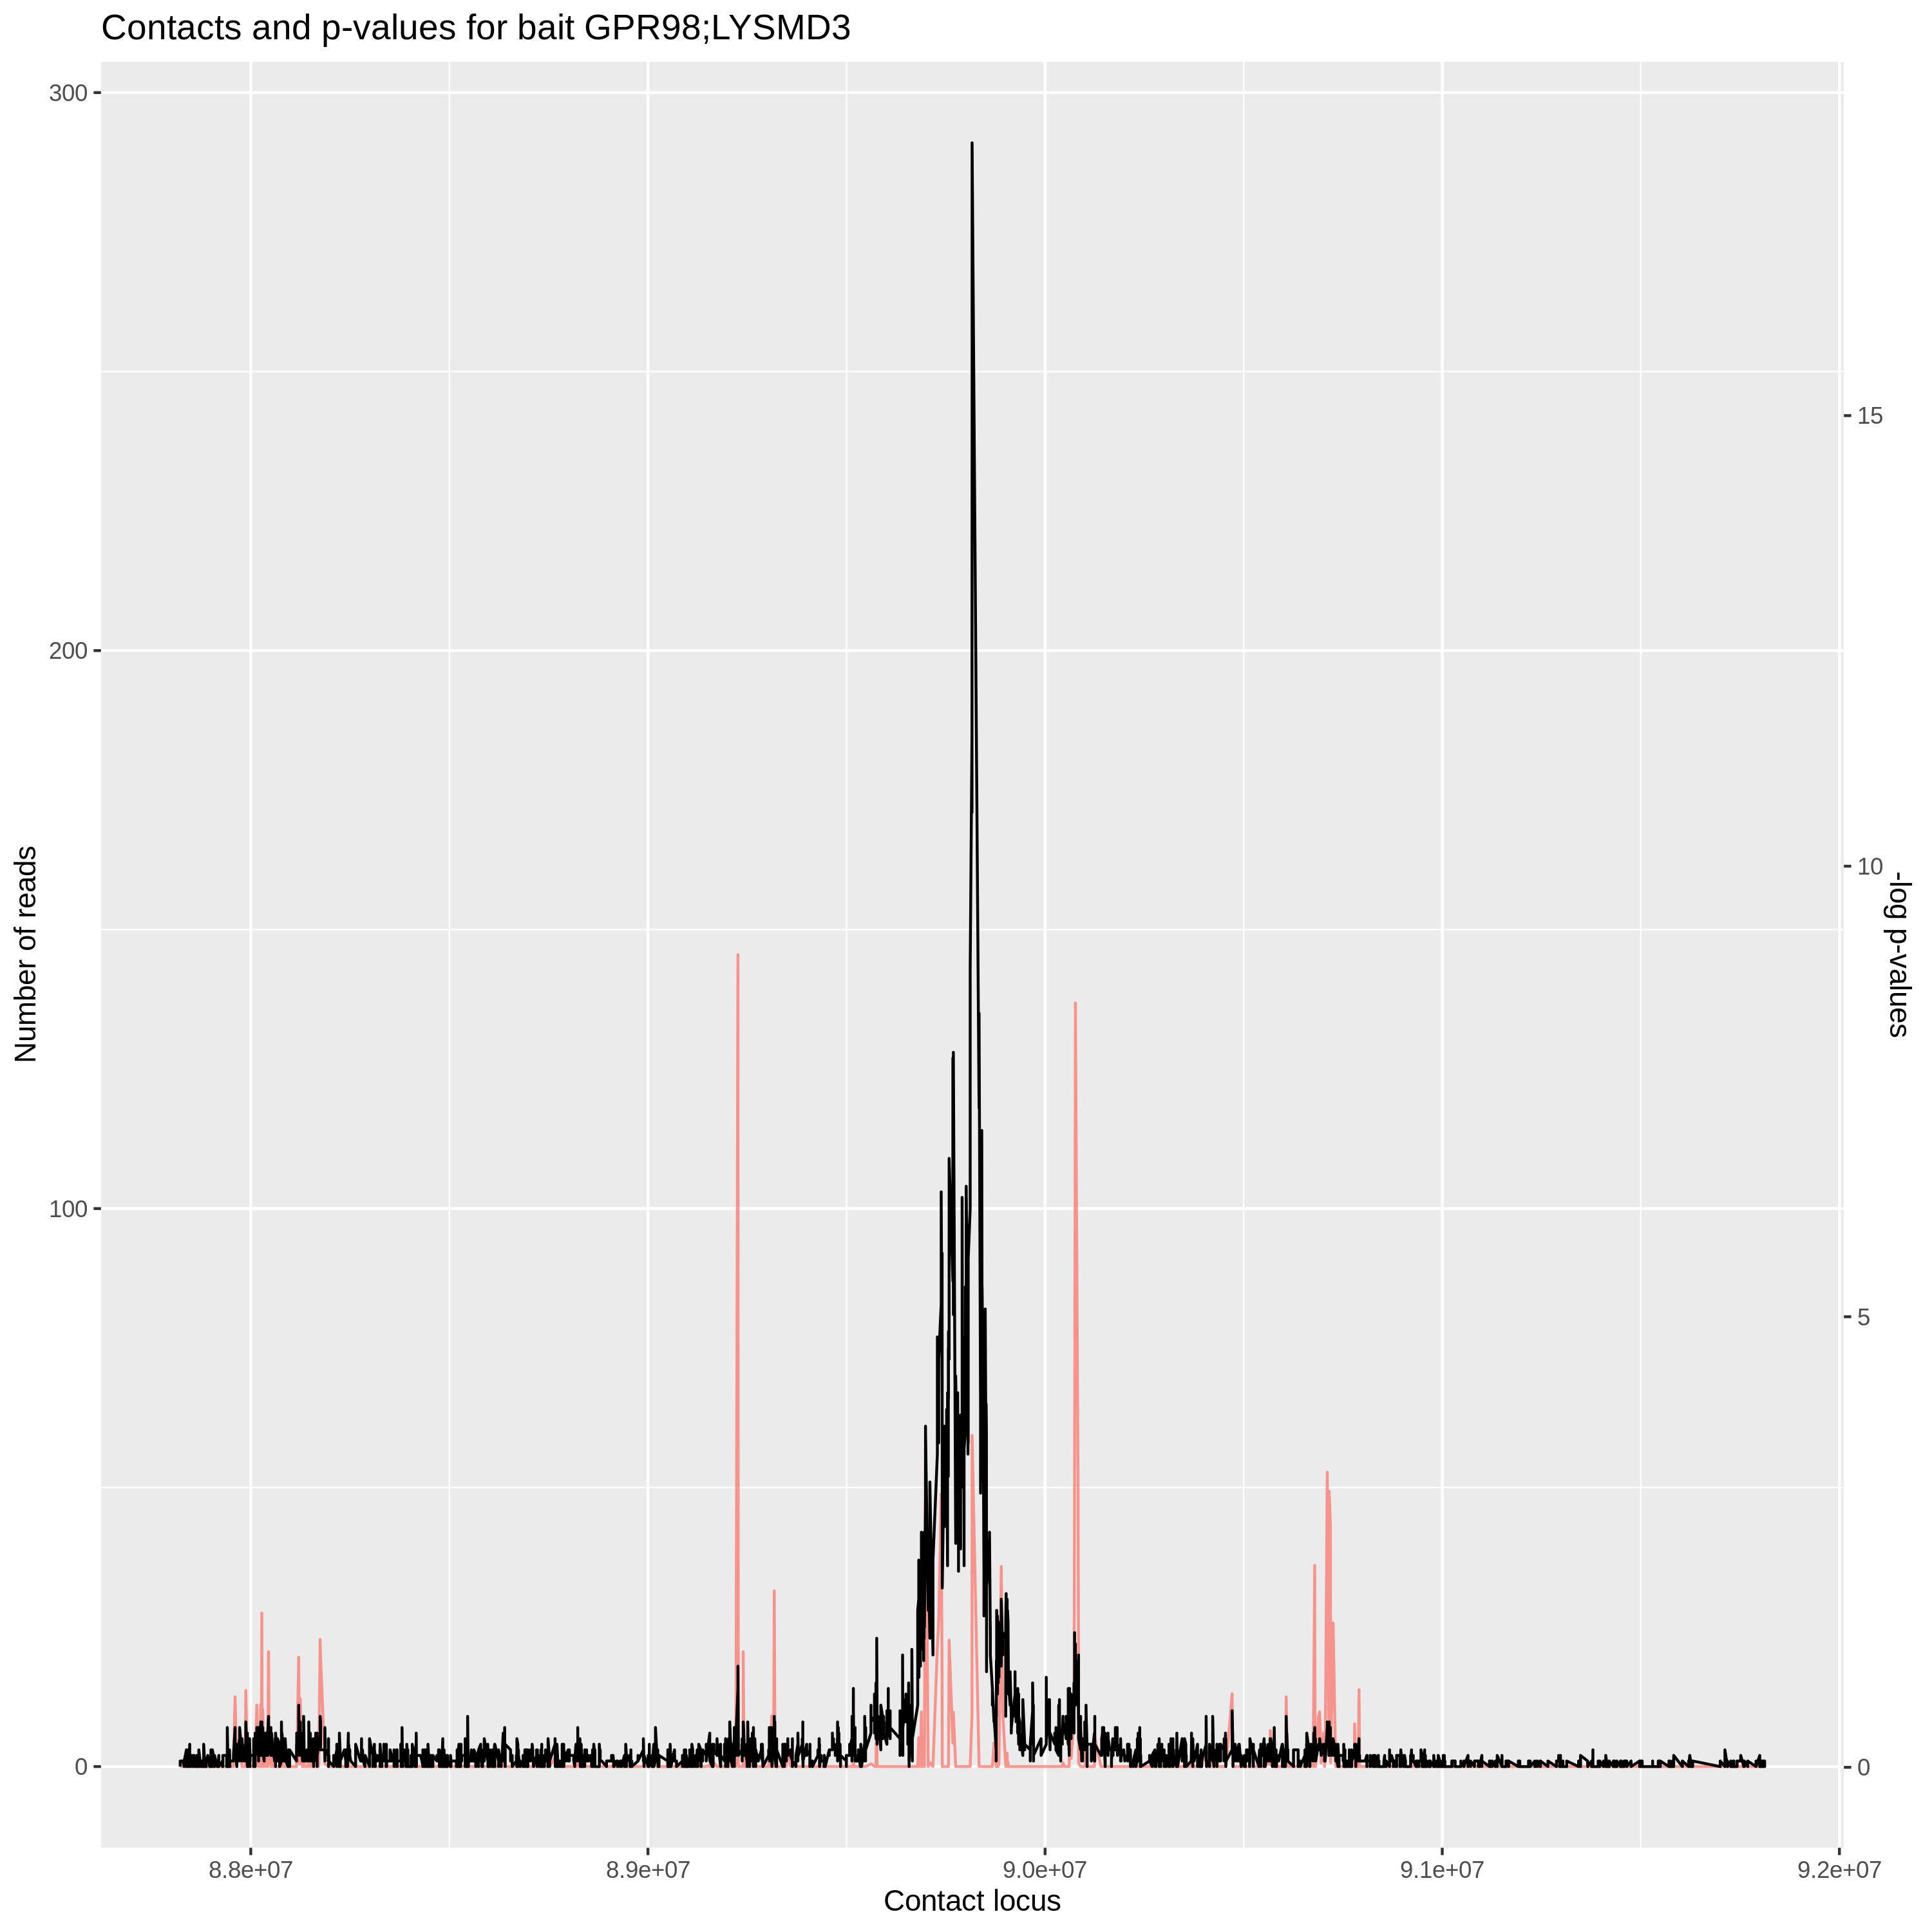 Contacts and p-values for bait GPR98;LYSMD3
300
200
100
0
Number of reads
15
10
5
0
-log p-values
8.8e+07
8.9e+07
9.0e+07
9.1e+07
9.2e+07
Contact locus